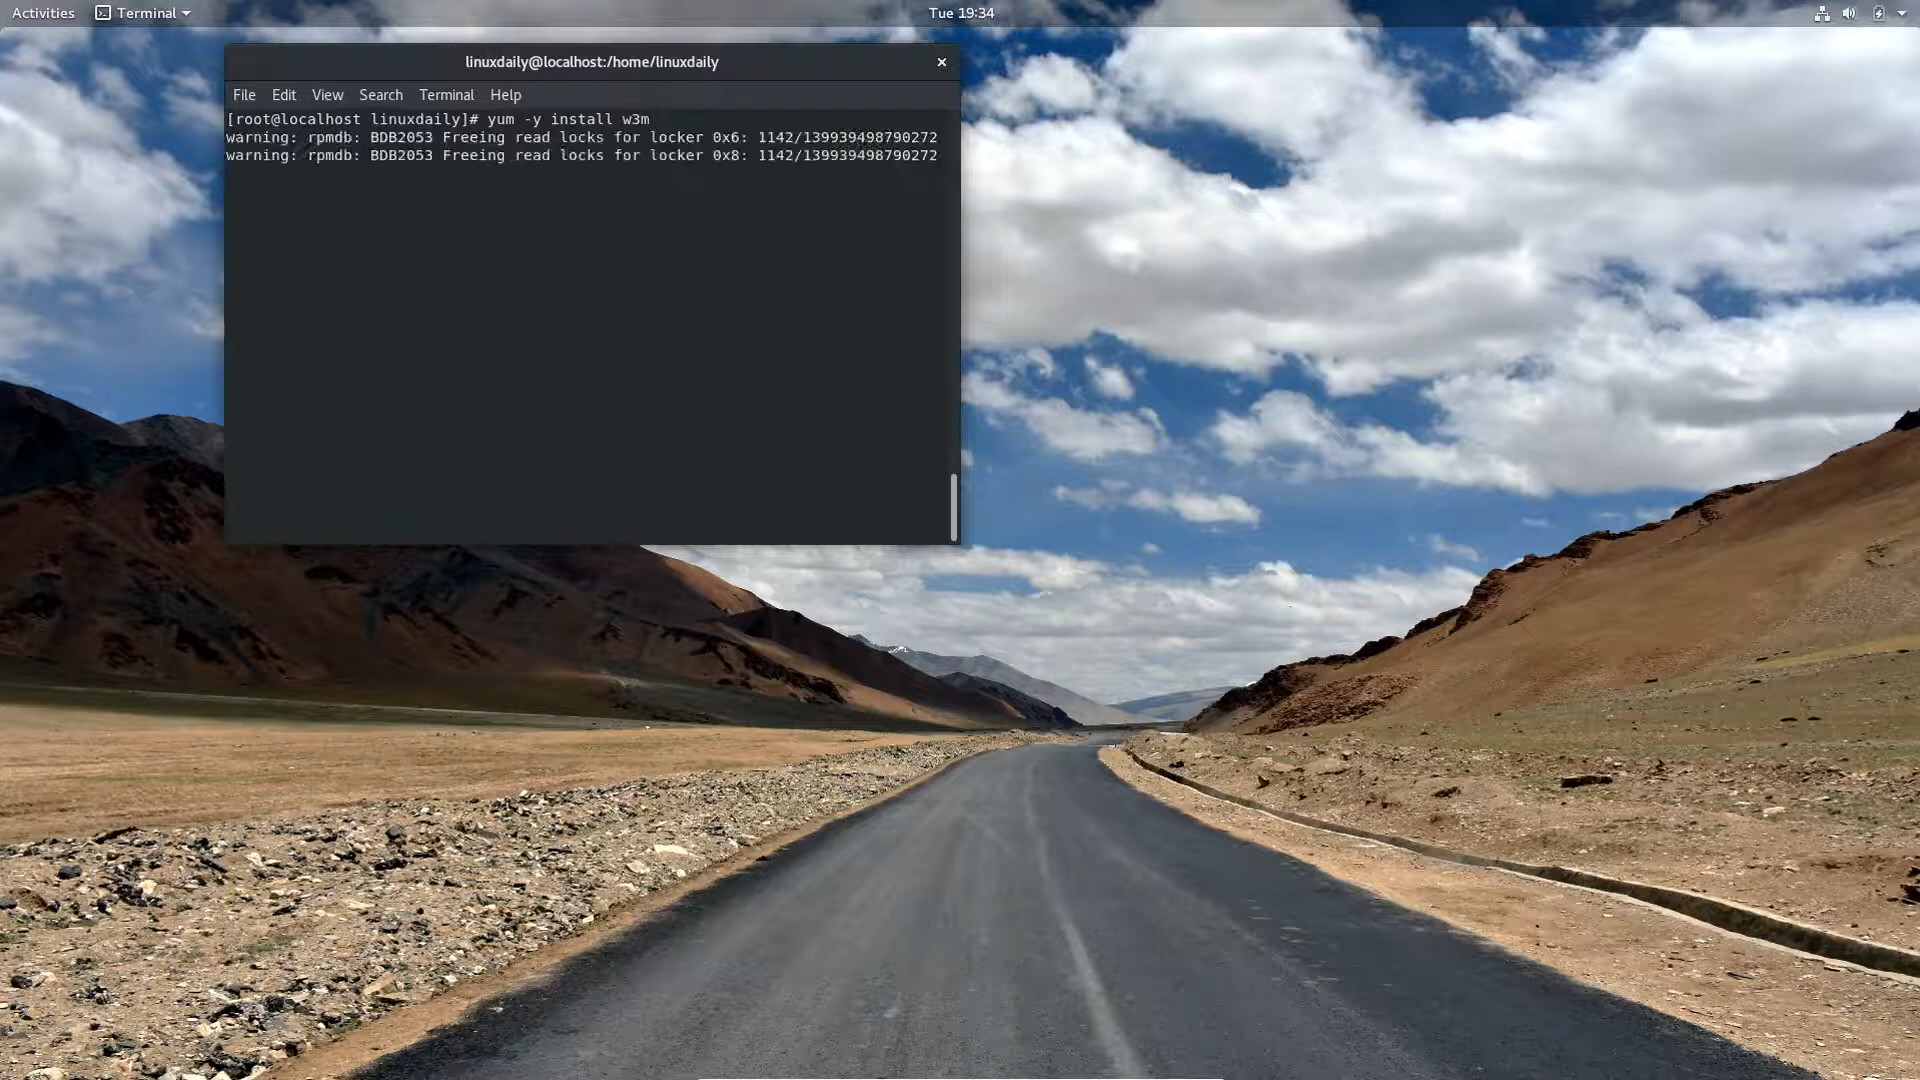 Activities Terminal Tue 19:34
linuxdaily@localhost:/home/linuxdaily
File Edit View Search Terminal Help
[root@localhost linuxdaily]# yum -y install w3m
warning: rpmdb: BDB2053 Freeing read locks for locker 0x6: 1142/139939498790272
warning: rpmdb: BDB2053 Freeing read locks for locker 0x8: 1142/139939498790272